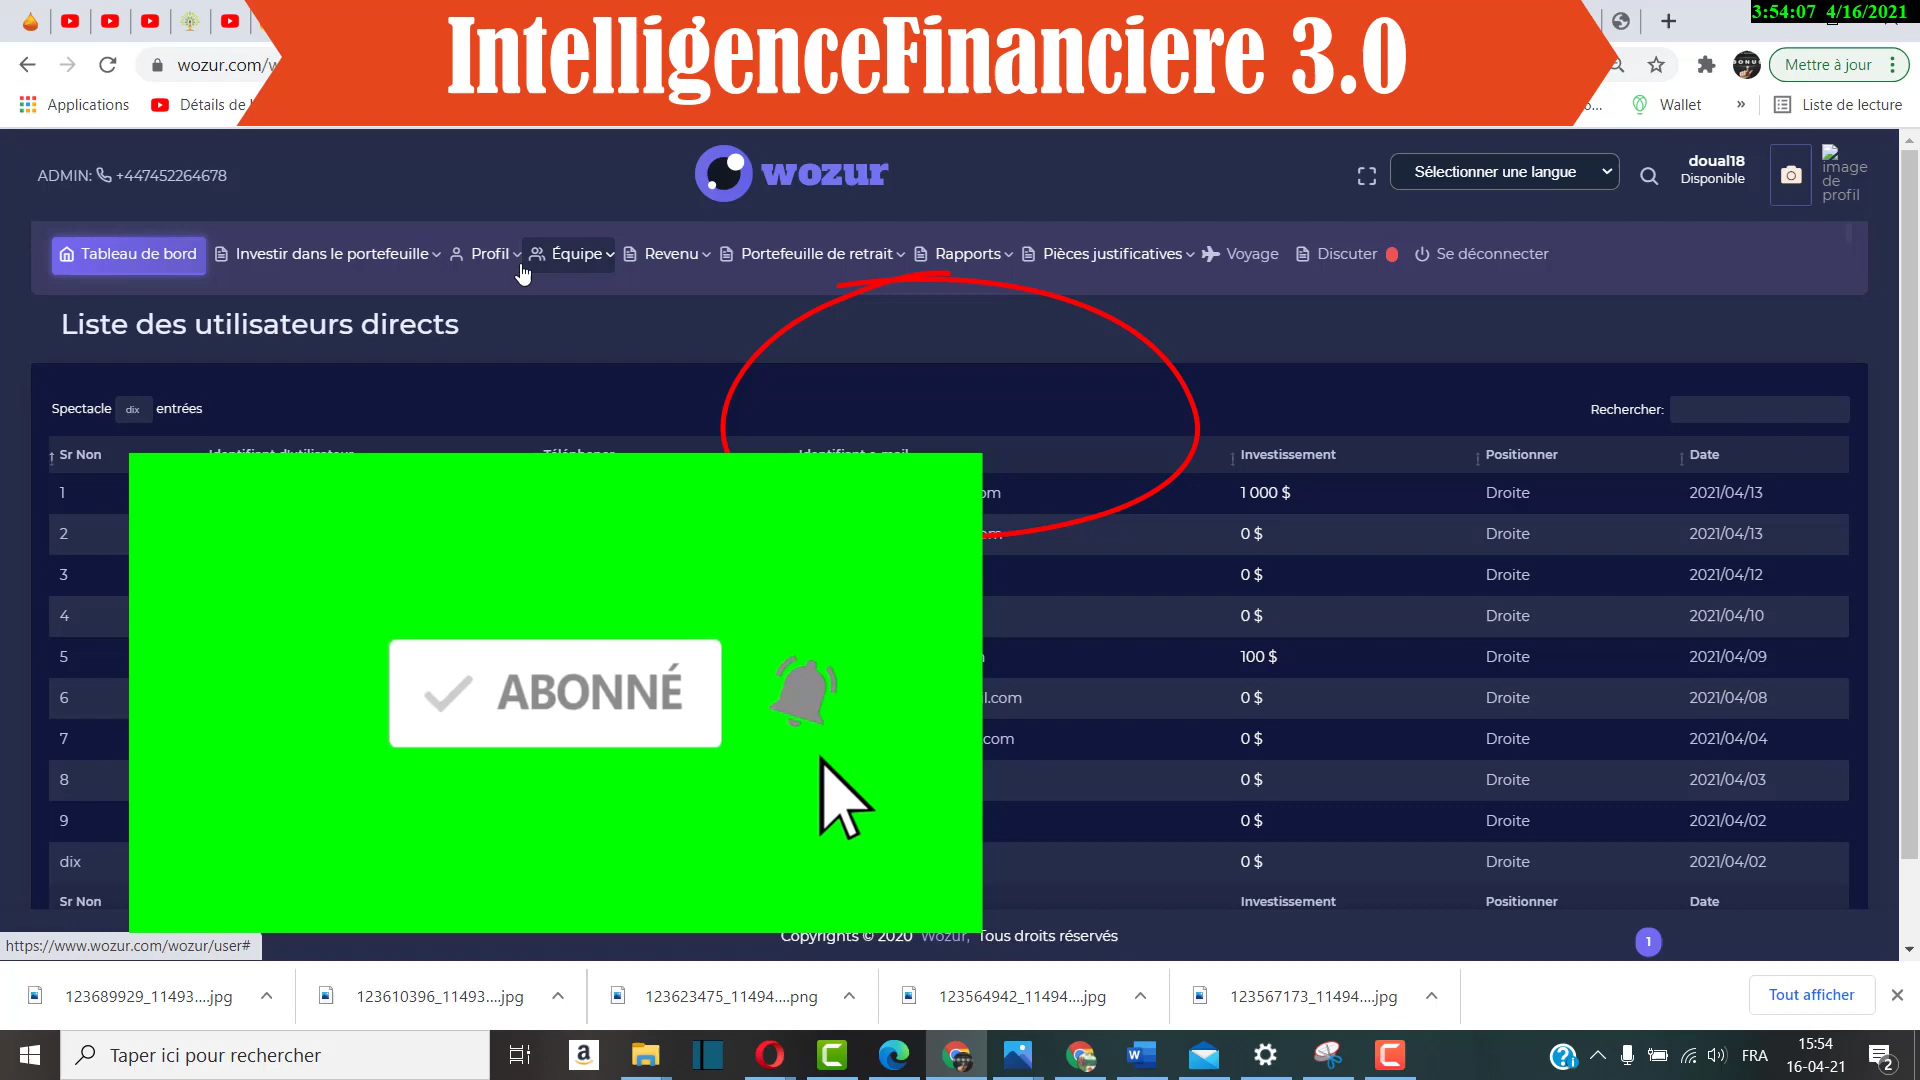 3:54:07 4/16/2021
IntelligenceFinanciere 3.0
wozur.com/w
Mettre à jour
Applications
Détails de
Wallet
»
Liste de lecture
ADMIN: +447452264678
wozur
Sélectionner une langue
doual18
Disponible
image
de
profil
Tableau de bord
Investir dans le portefeuille
Profil
Équipe
Revenu
Portefeuille de retrait
Rapports
Pièces justificatives
Voyage
Discuter
Se déconnecter
Liste des utilisateurs directs
Spectacle dix entrées
Rechercher:
Sr Non
Identifiant d'utilisateur
Téléphoner
Identifiant e-mail
Investissement
Positionner
Date
1 om 1 000 $ Droite 2021/04/13
2 om 0 $ Droite 2021/04/13
3 0 $ Droite 2021/04/12
4 0 $ Droite 2021/04/10
5 100 $ Droite 2021/04/09
6 l.com 0 $ Droite 2021/04/08
7 .com 0 $ Droite 2021/04/04
8 0 $ Droite 2021/04/03
9 0 $ Droite 2021/04/02
dix 0 $ Droite 2021/04/02
Sr Non Investissement Positionner Date
ABONNÉ
Copyrights © 2020 Wozur, Tous droits réservés
1
https://www.wozur.com/wozur/user#
123689929_11493....jpg
123610396_11493....jpg
123623475_11494....png
123564942_11494....jpg
123567173_11494....jpg
Tout afficher
Taper ici pour rechercher
FRA
15:54
16-04-21
2